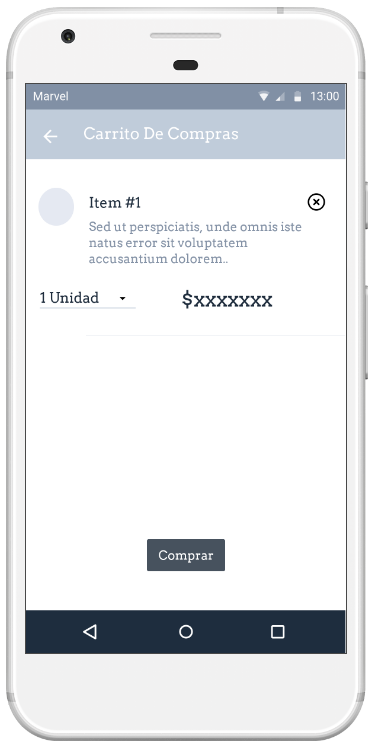 Marvel 13:00
Carrito De Compras
Item #1
Sed ut perspiciatis, unde omnis iste
natus error sit voluptatem
accusantium dolorem..
1 Unidad $xxxxxxx
Comprar